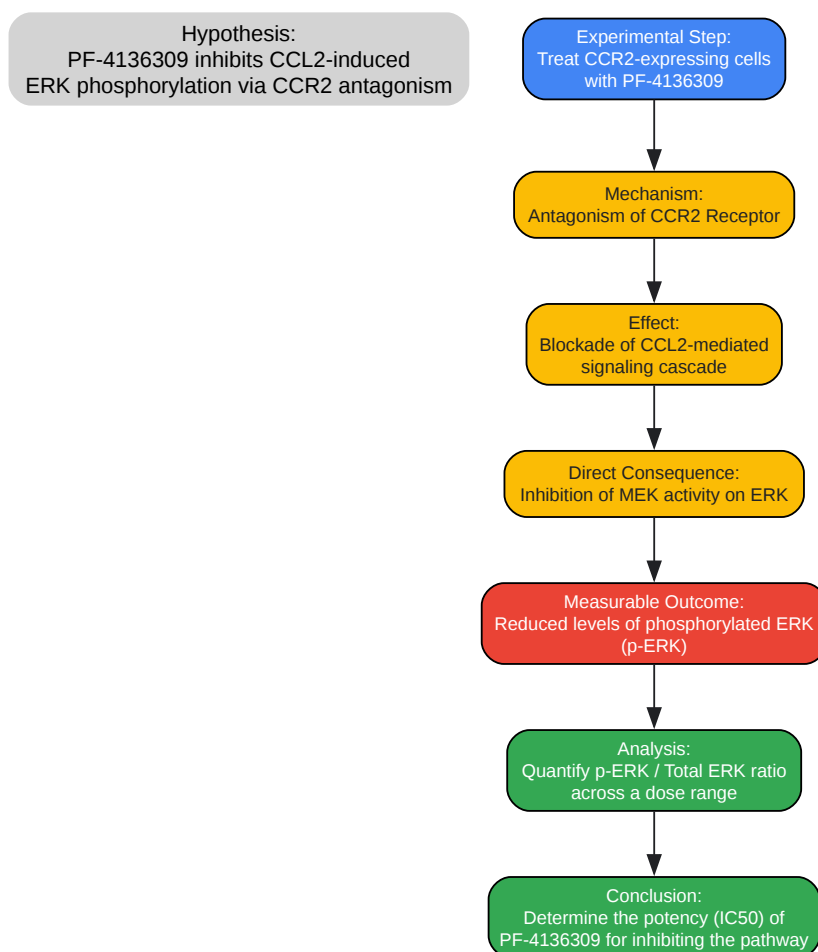 Hypothesis:
PF-4136309 inhibits CCL2-induced
ERK phosphorylation via CCR2 antagonism
Experimental Step:
Treat CCR2-expressing cells
with PF-4136309
Mechanism:
Antagonism of CCR2 Receptor
Effect:
Blockade of CCL2-mediated
signaling cascade
Direct Consequence:
Inhibition of MEK activity on ERK
Measurable Outcome:
Reduced levels of phosphorylated ERK
(p-ERK)
Analysis:
Quantify p-ERK / Total ERK ratio
across a dose range
Conclusion:
Determine the potency (IC50) of
PF-4136309 for inhibiting the pathway